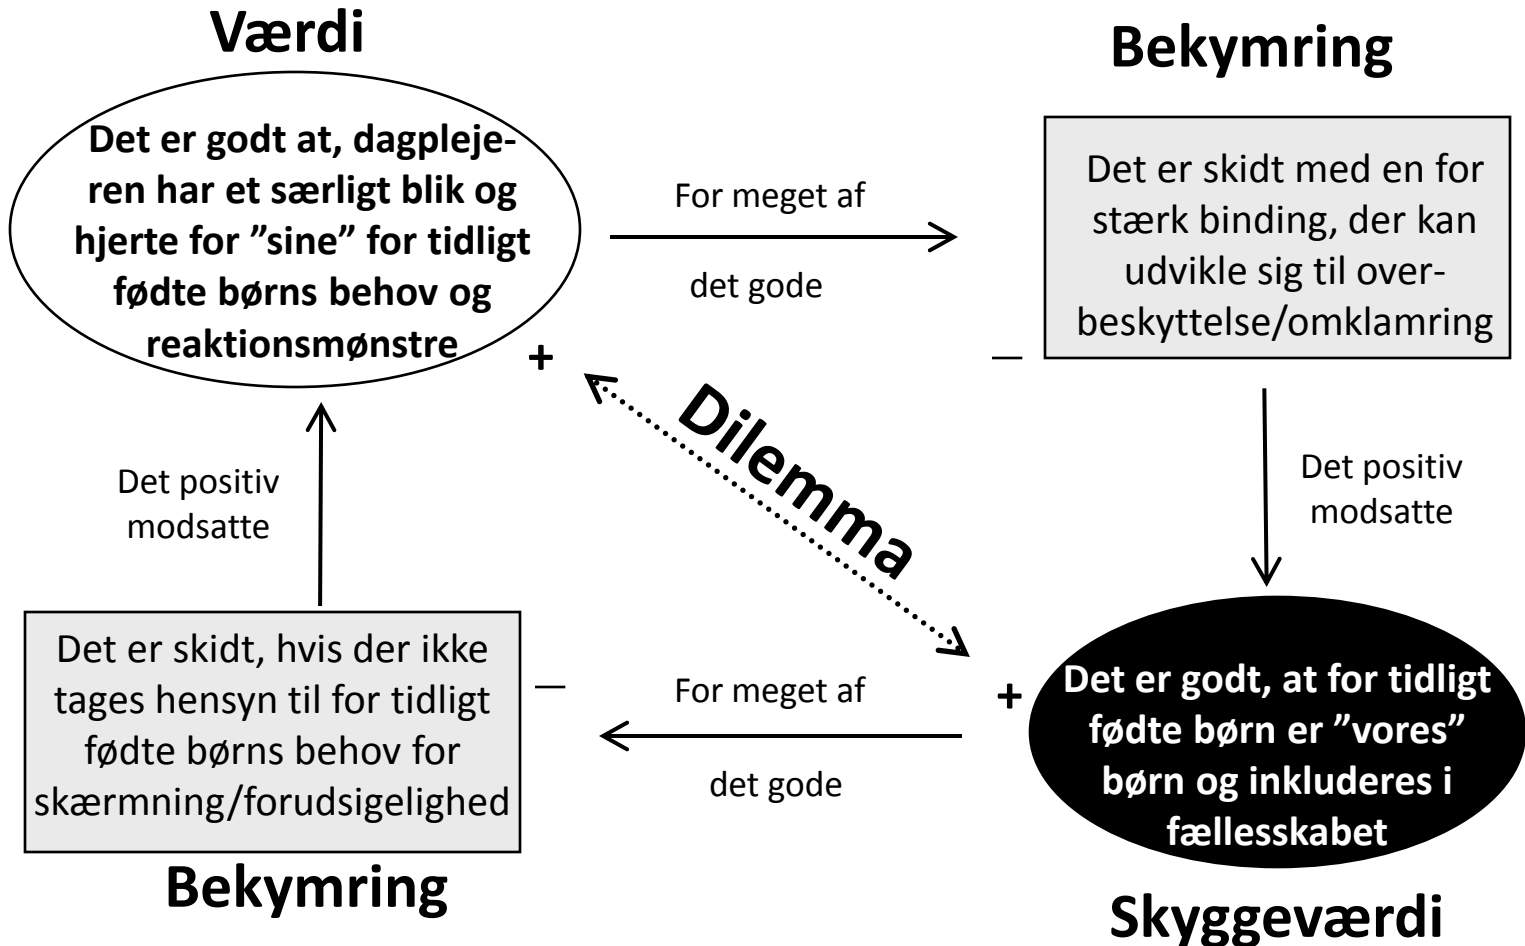 Værdi
Det er godt at, dagpleje-
ren har et særligt blik og
hjerte for ”sine” for tidligt
fødte børns behov og
reaktionsmønstre
+
For meget af
det gode
Bekymring
Det er skidt med en for
stærk binding, der kan
udvikle sig til over-
beskyttelse/omklamring
—
Dilemma
Det positiv
modsatte
Det positiv
modsatte
Det er skidt, hvis der ikke
tages hensyn til for tidligt
fødte børns behov for
skærmning/forudsigelighed
Bekymring
—
For meget af
det gode
+
Det er godt, at for tidligt
fødte børn er ”vores”
børn og inkluderes i
fællesskabet
Skyggeværdi